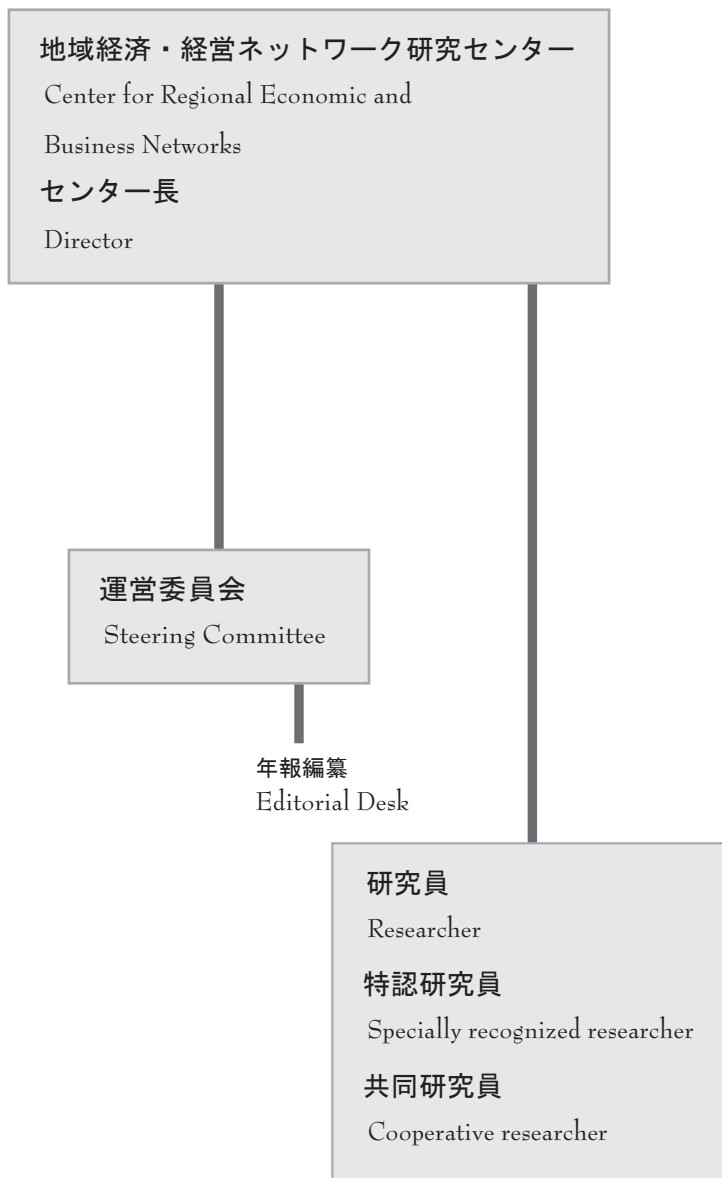 地域経済・経営ネットワーク研究センター
Center for Regional Economic and
Business Networks
センター長
Director
運営委員会
Steering Committee
年報編纂
Editorial Desk
研究員
Researcher
特認研究員
Specially recognized researcher
共同研究員
Cooperative researcher